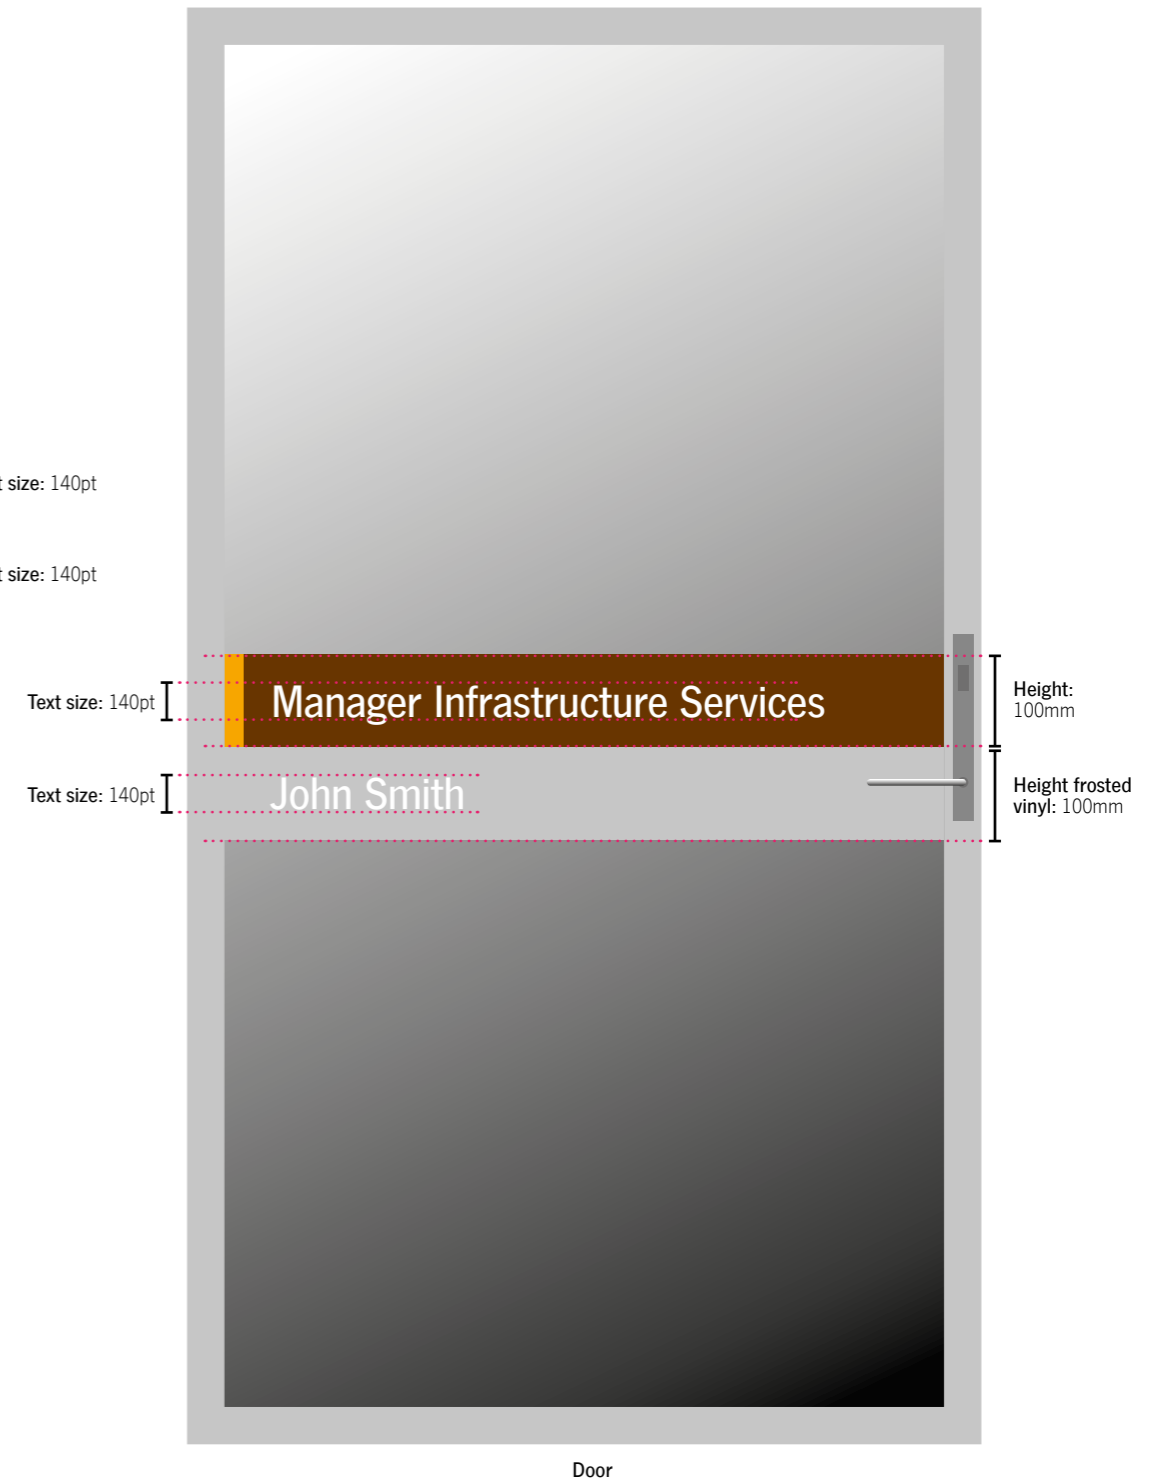 size: 140pt
size: 140pt
Manager Infrastructure Services
Text size: 140pt
Height:
100mm
John Smith
Text size: 140pt
Height frosted
vinyl: 100mm
Door